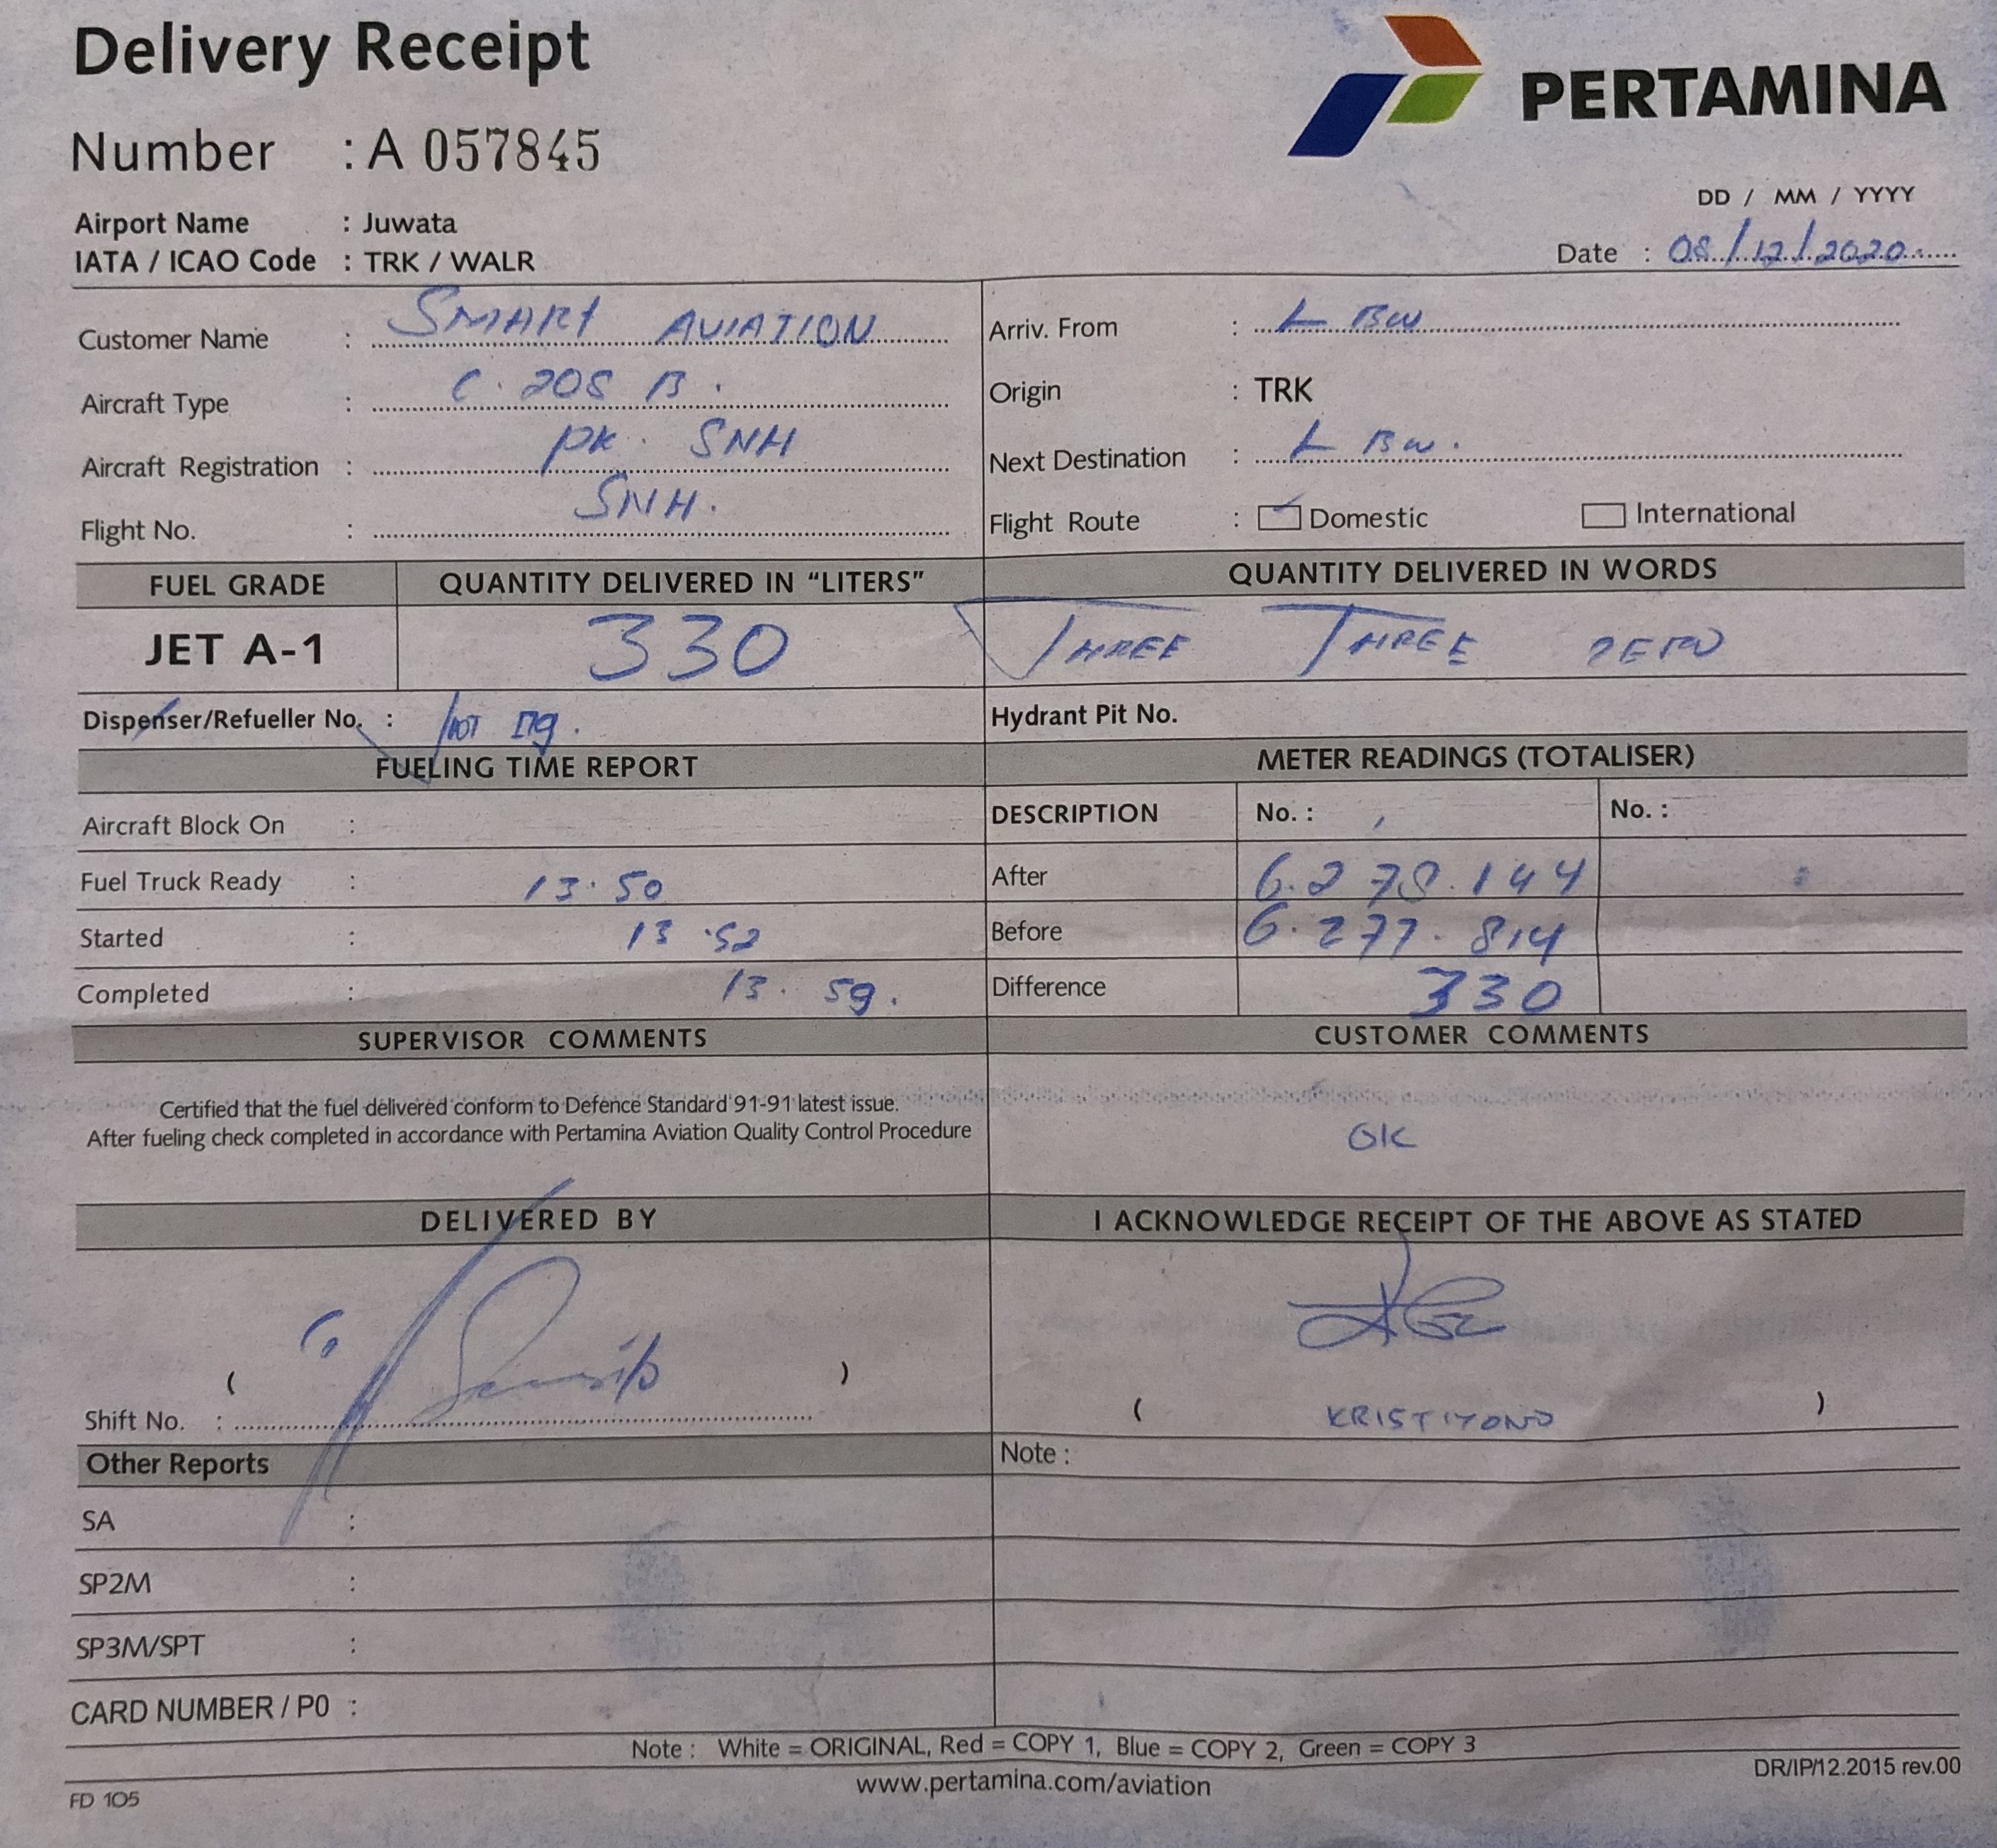 Delivery Receipt
PERTAMINA
Number : A 057845
DD / MM / YYYY
Airport Name : Juwata
IATA / ICAO Code : TRK / WALR
Date : 08/12/2020
Customer Name : SMART AVIATION
Arriv. From : L BW
Aircraft Type : C. 208 B.
Origin : TRK
Aircraft Registration : PK. SNH
Next Destination : L BW.
Flight No. : SNH.
Flight Route : Domestic International
FUEL GRADE QUANTITY DELIVERED IN “LITERS” QUANTITY DELIVERED IN WORDS
JET A-1 330 THREE THREE ZERO
Dispenser/Refueller No. :
Hydrant Pit No.
FUELING TIME REPORT METER READINGS (TOTALISER)
Aircraft Block On :
DESCRIPTION No. : No. :
Fuel Truck Ready : 13.50
After 6.278.144
Started : 13.52
Before 6.277.814
Completed : 13.59.
Difference 330
SUPERVISOR COMMENTS CUSTOMER COMMENTS
Certified that the fuel delivered conform to Defence Standard 91-91 latest issue.
After fueling check completed in accordance with Pertamina Aviation Quality Control Procedure
OK
DELIVERED BY I ACKNOWLEDGE RECEIPT OF THE ABOVE AS STATED
( )
Shift No. :
( KRISTIYONO )
Other Reports
Note :
SA :
SP2M :
SP3M/SPT :
CARD NUMBER / P0 :
Note : White = ORIGINAL, Red = COPY 1, Blue = COPY 2, Green = COPY 3
www.pertamina.com/aviation
DR/IP/12.2015 rev.00
FD 105